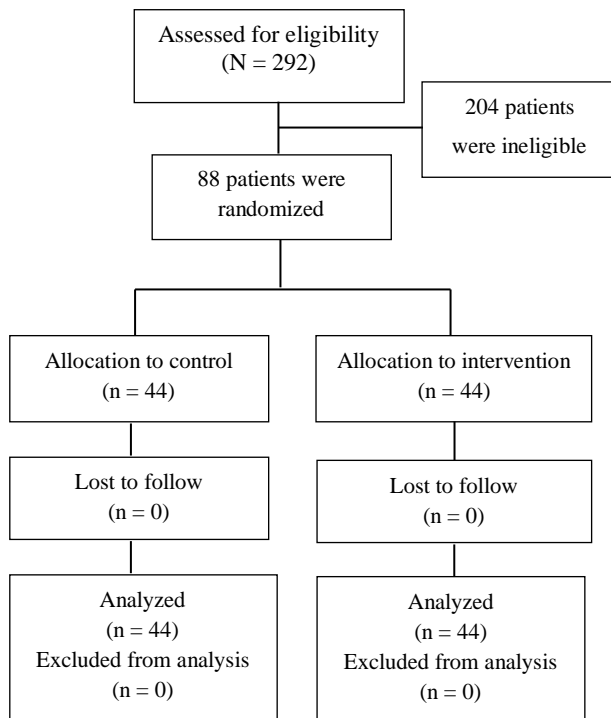 Assessed for eligibility
(N = 292)
204 patients
were ineligible
88 patients were
randomized
Allocation to control
(n = 44)
Allocation to intervention
(n = 44)
Lost to follow
(n = 0)
Lost to follow
(n = 0)
Analyzed
(n = 44)
Excluded from analysis
(n = 0)
Analyzed
(n = 44)
Excluded from analysis
(n = 0)